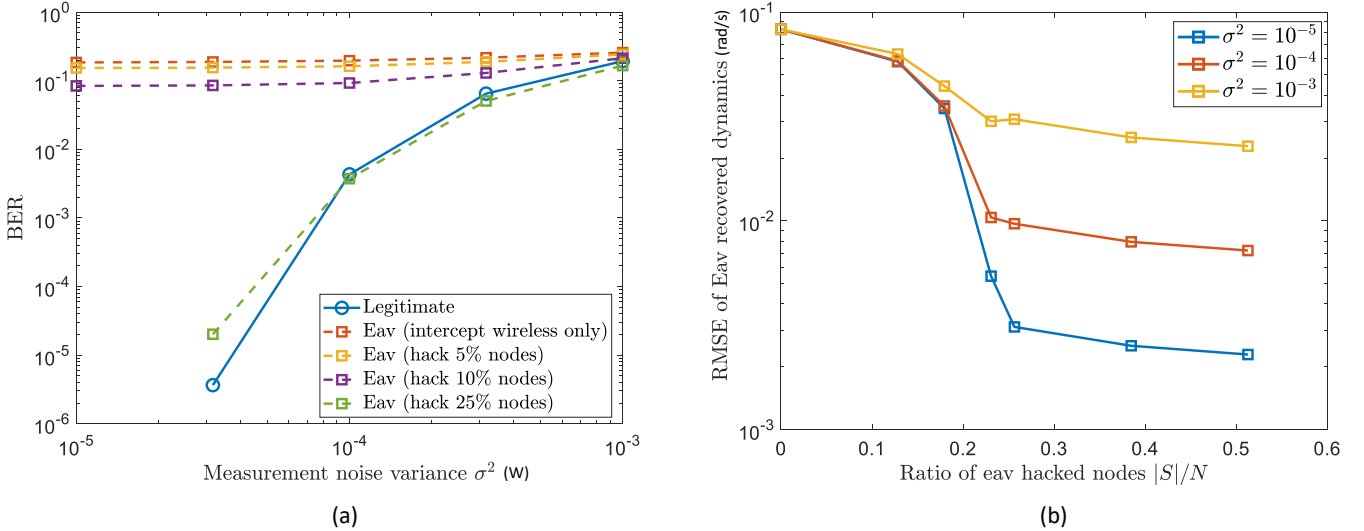 10^0
10^-1
10^-2
10^-3
10^-4
10^-5
10^-6
BER
Legitimate
Eav (intercept wireless only)
Eav (hack 5% nodes)
Eav (hack 10% nodes)
Eav (hack 25% nodes)
10^-5 10^-4 10^-3
Measurement noise variance σ^2 (W)
(a)
10^-1
10^-2
10^-3
RMSE of Eav recovered dynamics (rad/s)
σ^2 = 10^-5
σ^2 = 10^-4
σ^2 = 10^-3
0 0.1 0.2 0.3 0.4 0.5 0.6
Ratio of eav hacked nodes |S|/N
(b)